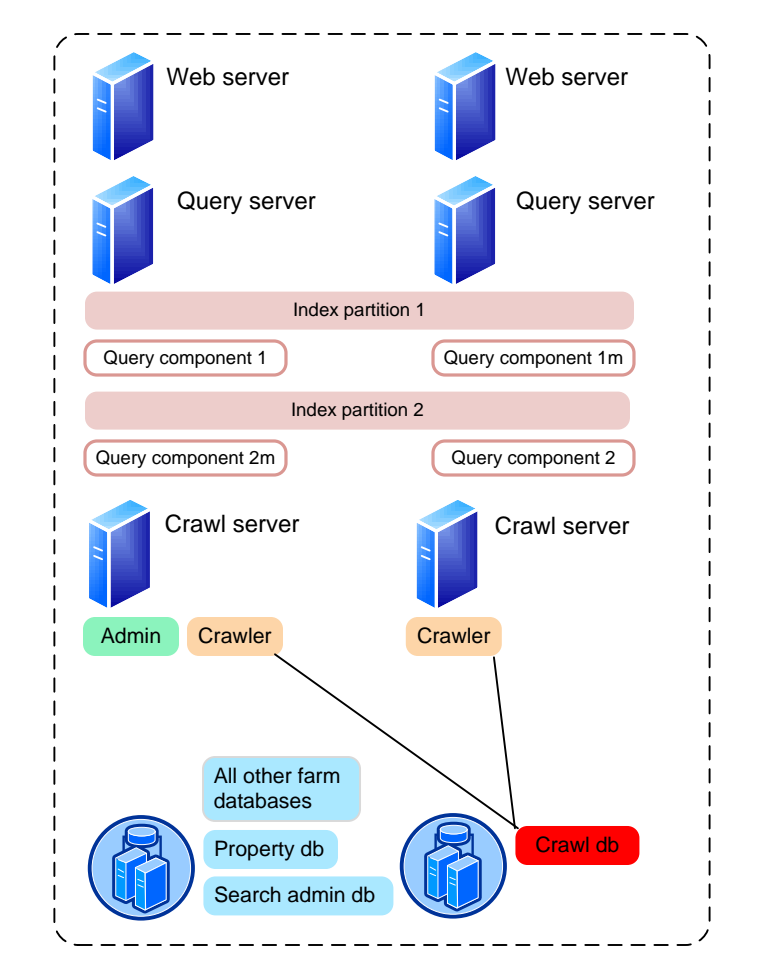 Web server
Web server
Query server
Query server
Index partition 1
Query component 1
Query component 1m
Index partition 2
Query component 2m
Query component 2
Crawl server
Crawl server
Admin
Crawler
Crawler
All other farm
databases
Property db
Crawl db
Search admin db